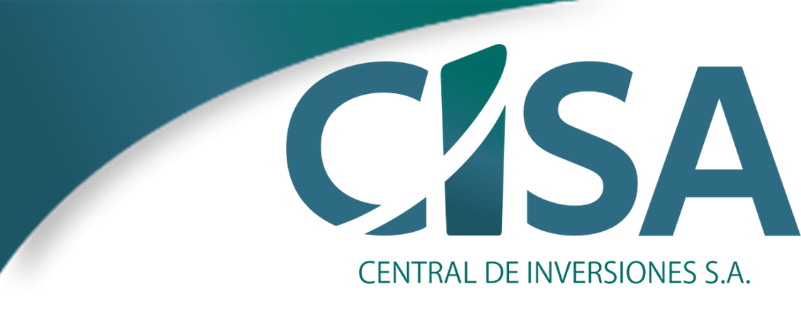 CISA
CENTRAL DE INVERSIONES S.A.